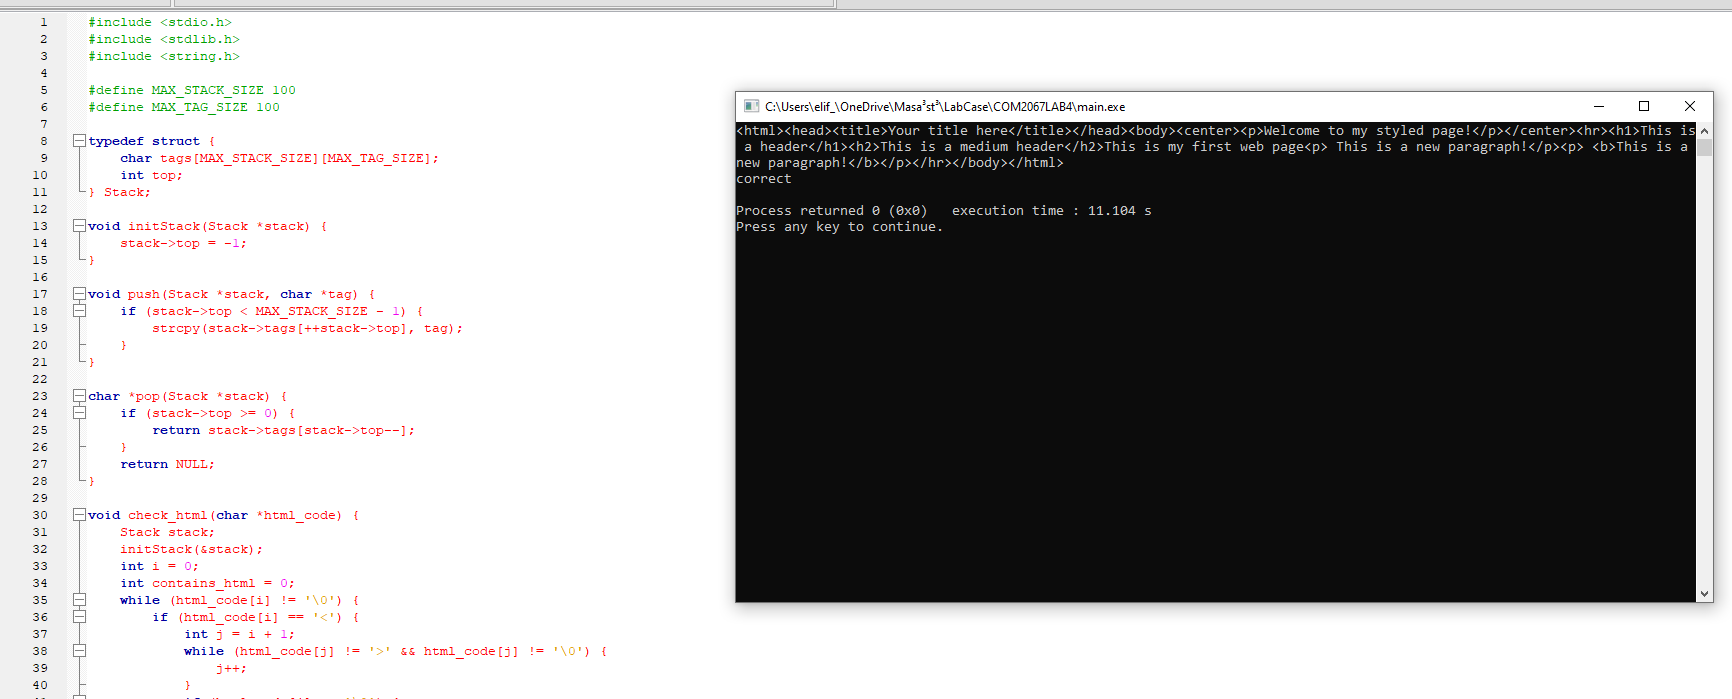 1 #include <stdio.h>
2 #include <stdlib.h>
3 #include <string.h>
4
5 #define MAX_STACK_SIZE 100
6 #define MAX_TAG_SIZE 100
7
8 typedef struct {
9     char tags[MAX_STACK_SIZE][MAX_TAG_SIZE];
10     int top;
11 } Stack;
12
13 void initStack(Stack *stack) {
14     stack->top = -1;
15 }
16
17 void push(Stack *stack, char *tag) {
18     if (stack->top < MAX_STACK_SIZE - 1) {
19         strcpy(stack->tags[++stack->top], tag);
20     }
21 }
22
23 char *pop(Stack *stack) {
24     if (stack->top >= 0) {
25         return stack->tags[stack->top--];
26     }
27     return NULL;
28 }
29
30 void check_html(char *html_code) {
31     Stack stack;
32     initStack(&stack);
33     int i = 0;
34     int contains_html = 0;
35     while (html_code[i] != '\0') {
36         if (html_code[i] == '<') {
37             int j = i + 1;
38             while (html_code[j] != '>' && html_code[j] != '\0') {
39                 j++;
40             }
C:\Users\elif_\OneDrive\Masa³st³\LabCase\COM2067LAB4\main.exe
<html><head><title>Your title here</title></head><body><center><p>Welcome to my styled page!</p></center><hr><h1>This is
 a header</h1><h2>This is a medium header</h2>This is my first web page<p> This is a new paragraph!</p><p> <b>This is a
new paragraph!</b></p></hr></body></html>
correct
Process returned 0 (0x0)   execution time : 11.104 s
Press any key to continue.